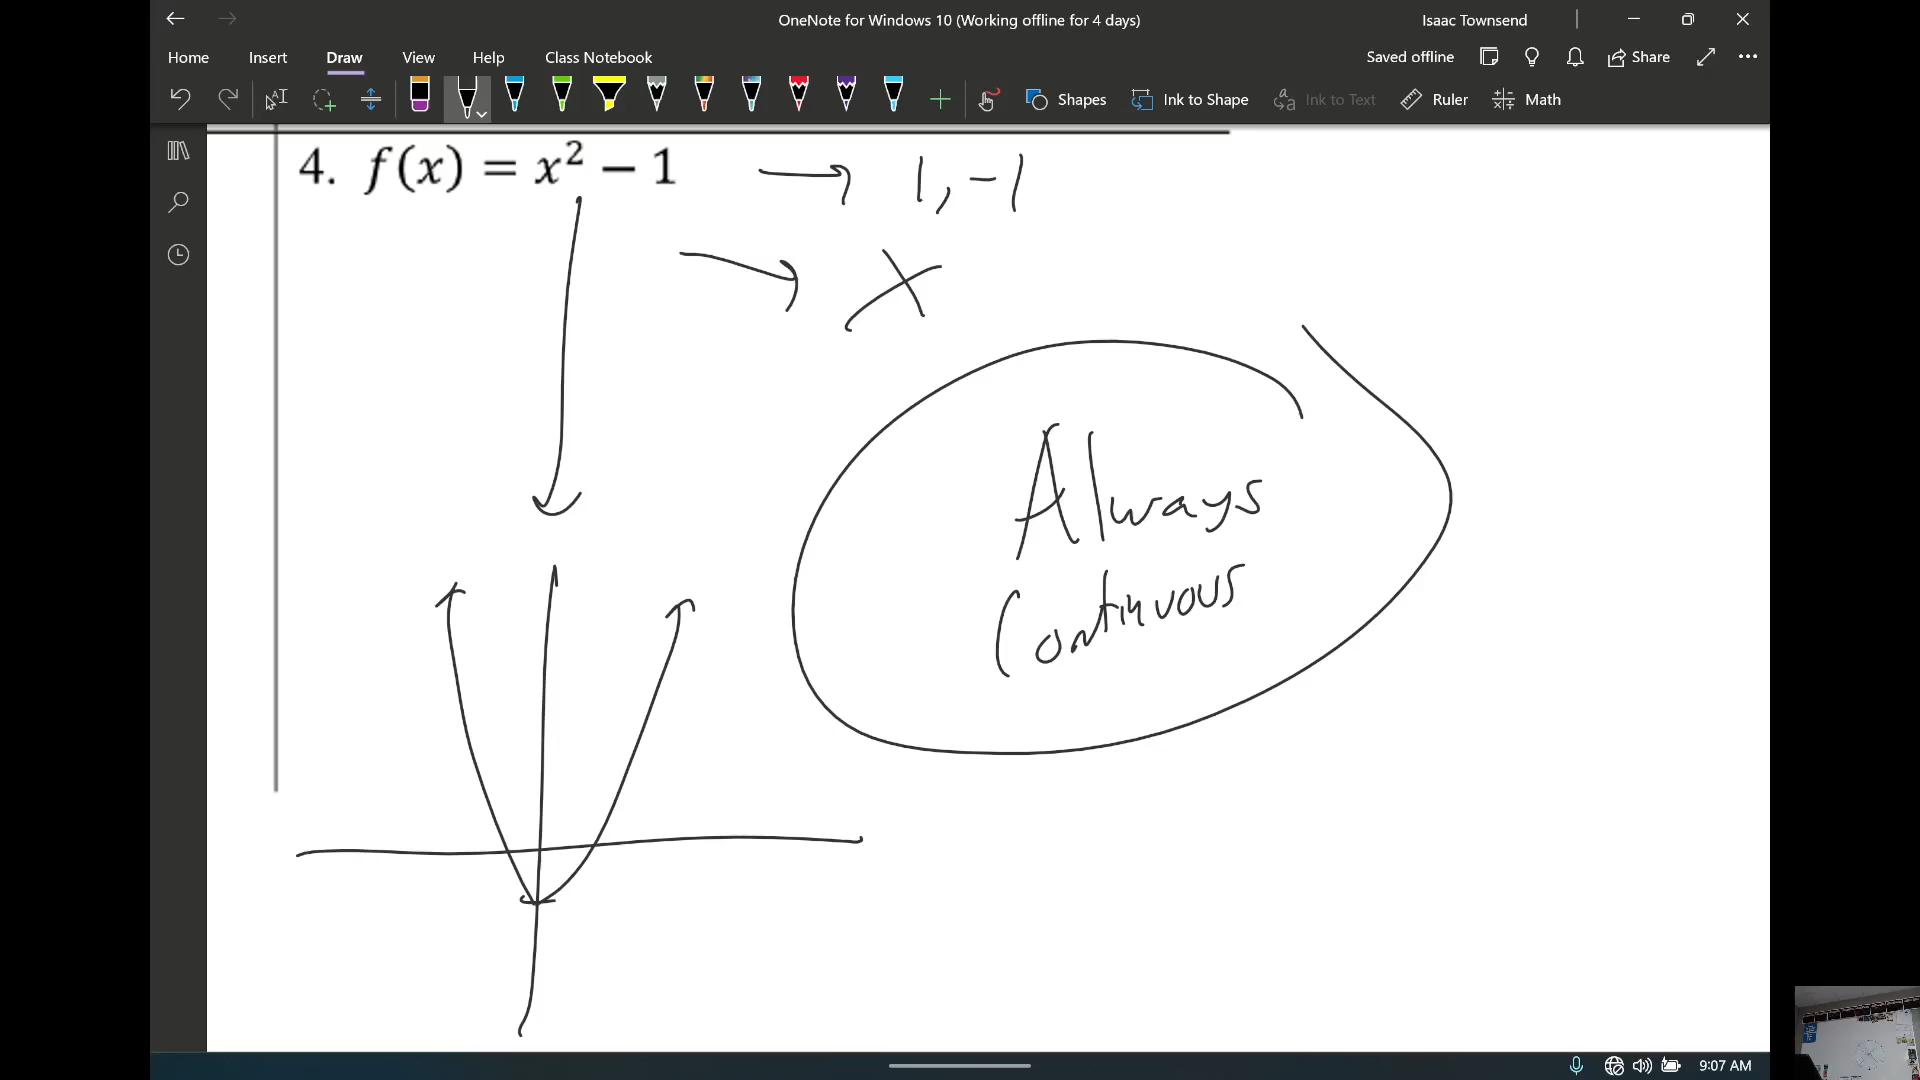 OneNote for Windows 10 (Working offline for 4 days)
Isaac Townsend
Home Insert Draw View Help Class Notebook
Saved offline Share
Shapes Ink to Shape Ink to Text Ruler Math
4. f(x) = x² − 1 → 1, -1
→ X
Always
Continuous
9:07 AM